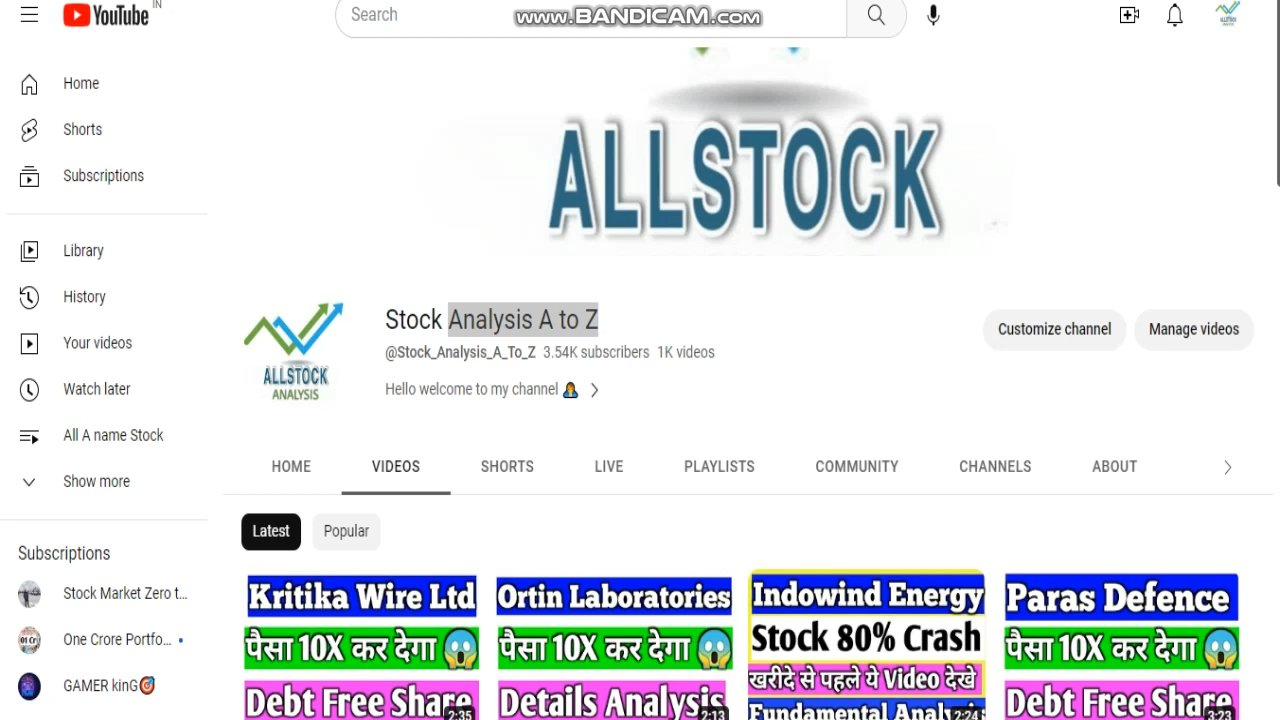 YouTube IN
Search
www.BANDICAM.com
Home
Shorts
Subscriptions
Library
History
Your videos
Watch later
All A name Stock
Show more
Subscriptions
Stock Market Zero t...
One Crore Portfo...
GAMER kinG🎯
ALLSTOCK
ALLSTOCK
ANALYSIS
Stock Analysis A to Z
@Stock_Analysis_A_To_Z 3.54K subscribers 1K videos
Hello welcome to my channel
Customize channel
Manage videos
HOME VIDEOS SHORTS LIVE PLAYLISTS COMMUNITY CHANNELS ABOUT
Latest Popular
Kritika Wire Ltd
पैसा 10X कर देगा 😱
Debt Free Share
2:35
Ortin Laboratories
पैसा 10X कर देगा 😱
Details Analysis
2:13
Indowind Energy
Stock 80% Crash
खरीदे से पहले ये Video देखे
Fundamental Analysis
2:24
Paras Defence
पैसा 10X कर देगा 😱
Debt Free Share
3:23